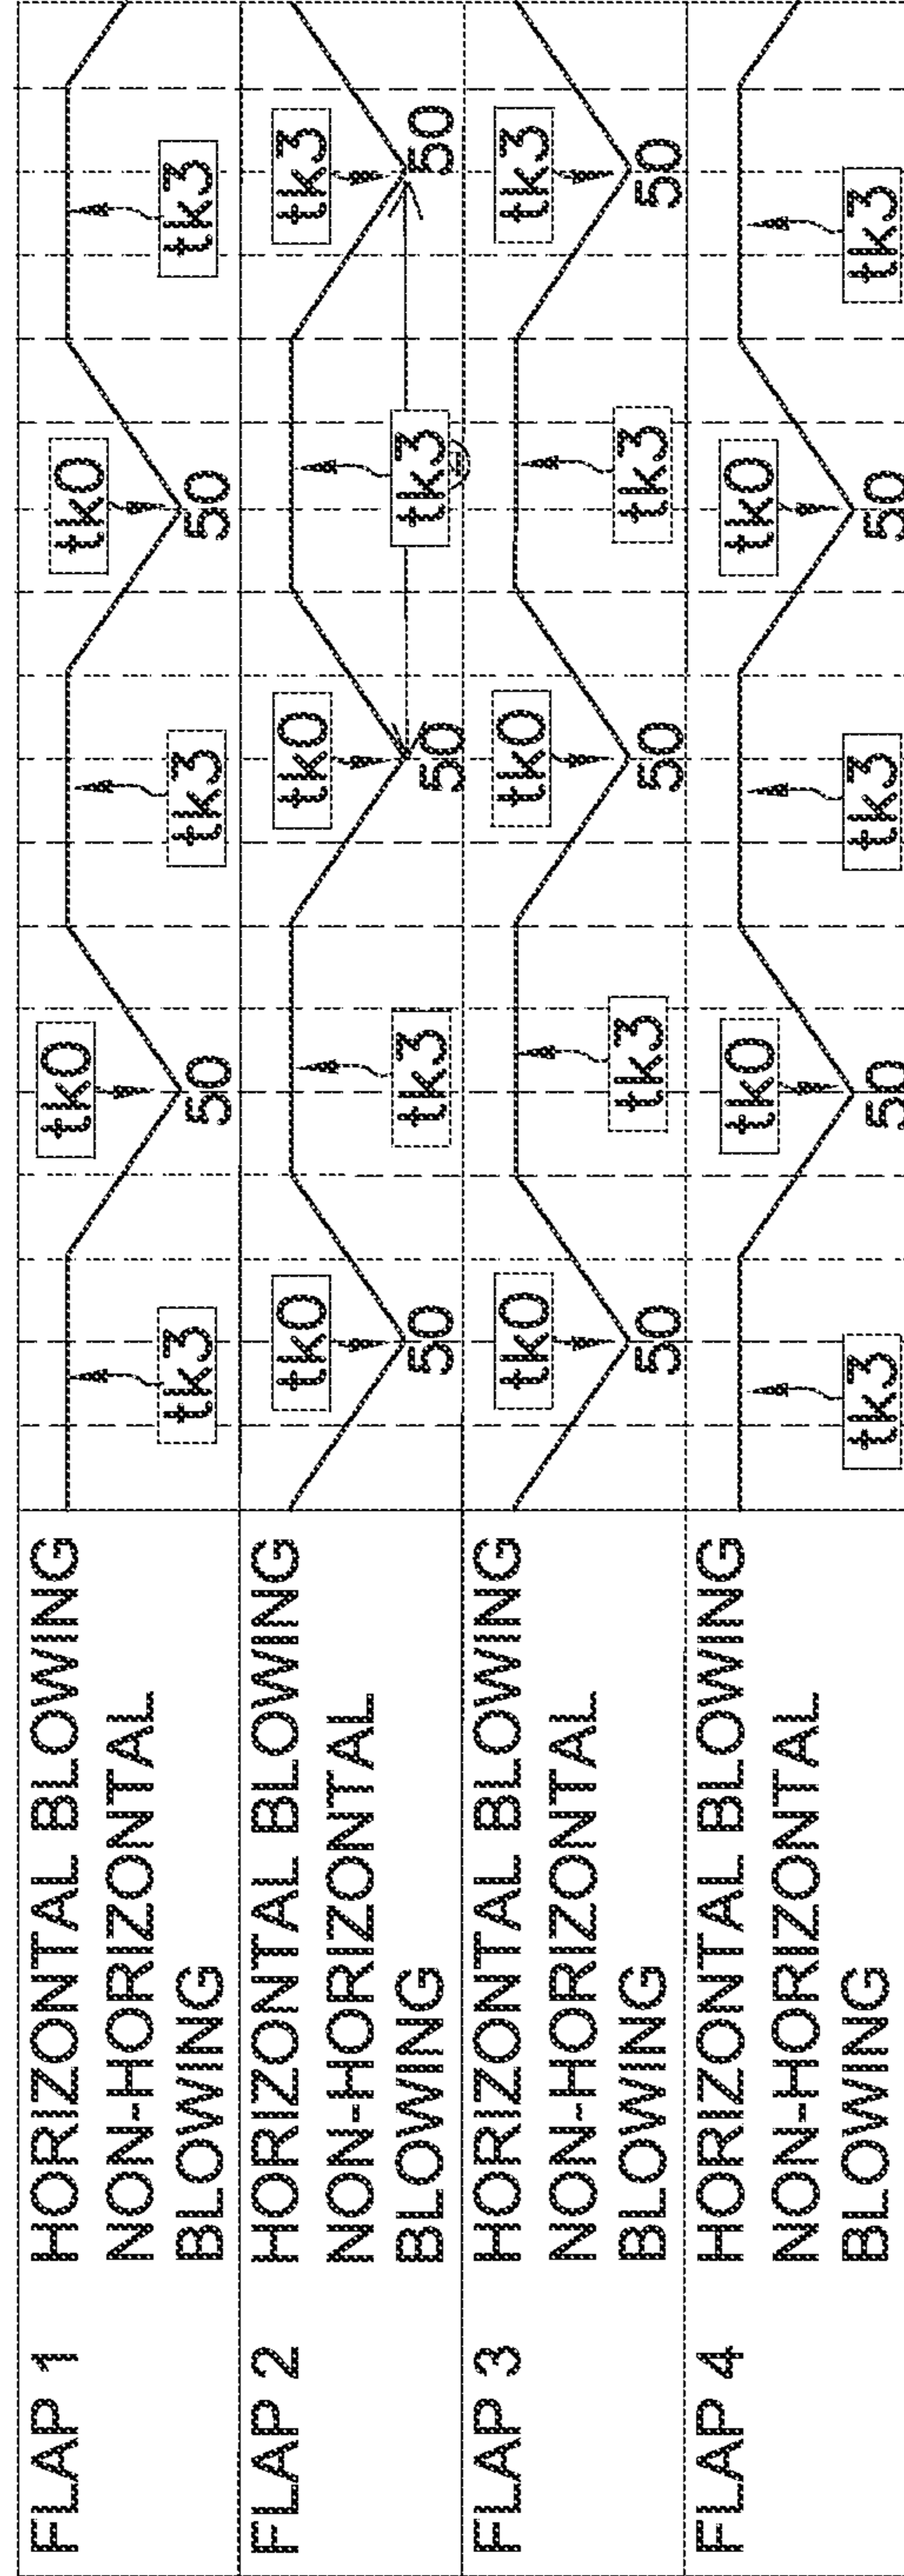 FLAP 1 HORIZONTAL BLOWING tk0 tk0
NON-HORIZONTAL
BLOWING tk3 50 tk3 50 tk3
FLAP 2 HORIZONTAL BLOWING tk0 tk0 tk3
NON-HORIZONTAL
BLOWING 50 tk3 50 tk3 50
FLAP 3 HORIZONTAL BLOWING tk0 tk0 tk3
NON-HORIZONTAL
BLOWING 50 tk3 50 tk3 50
FLAP 4 HORIZONTAL BLOWING tk0 tk0
NON-HORIZONTAL
BLOWING tk3 50 tk3 50 tk3